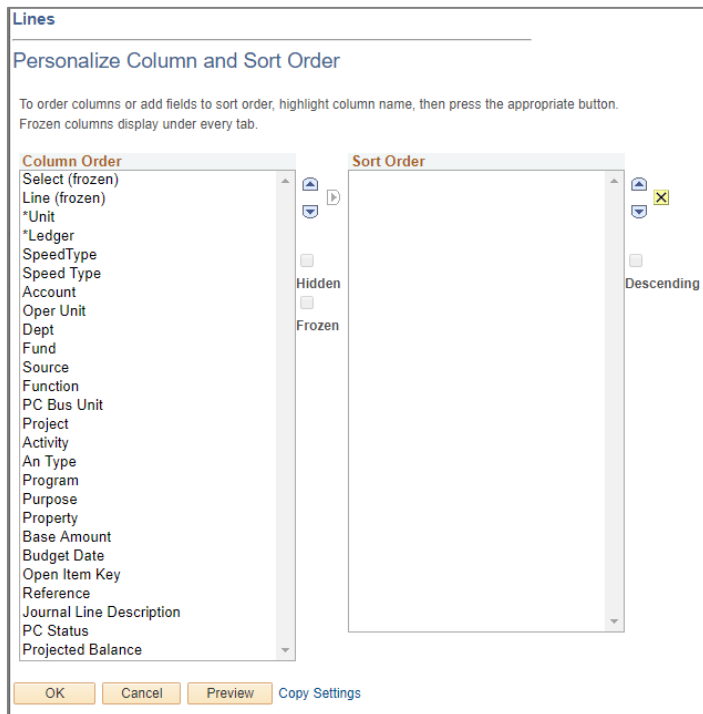 Lines
Personalize Column and Sort Order
To order columns or add fields to sort order, highlight column name, then press the appropriate button.
Frozen columns display under every tab.
Column Order
Select (frozen)
Line (frozen)
*Unit
*Ledger
SpeedType
Speed Type
Account
Oper Unit
Dept
Fund
Source
Function
PC Bus Unit
Project
Activity
An Type
Program
Purpose
Property
Base Amount
Budget Date
Open Item Key
Reference
Journal Line Description
PC Status
Projected Balance
Hidden
Frozen
Sort Order
Descending
OK Cancel Preview Copy Settings